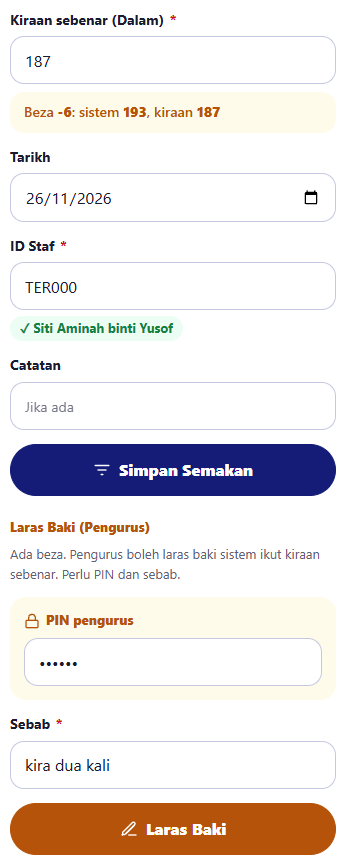 Kiraan sebenar (Dalam) *
187
Beza -6: sistem 193, kiraan 187
Tarikh
26/11/2026
ID Staf *
TER000
✓ Siti Aminah binti Yusof
Catatan
Jika ada
Simpan Semakan
Laras Baki (Pengurus)
Ada beza. Pengurus boleh laras baki sistem ikut kiraan
sebenar. Perlu PIN dan sebab.
PIN pengurus
••••••
Sebab *
kira dua kali
Laras Baki